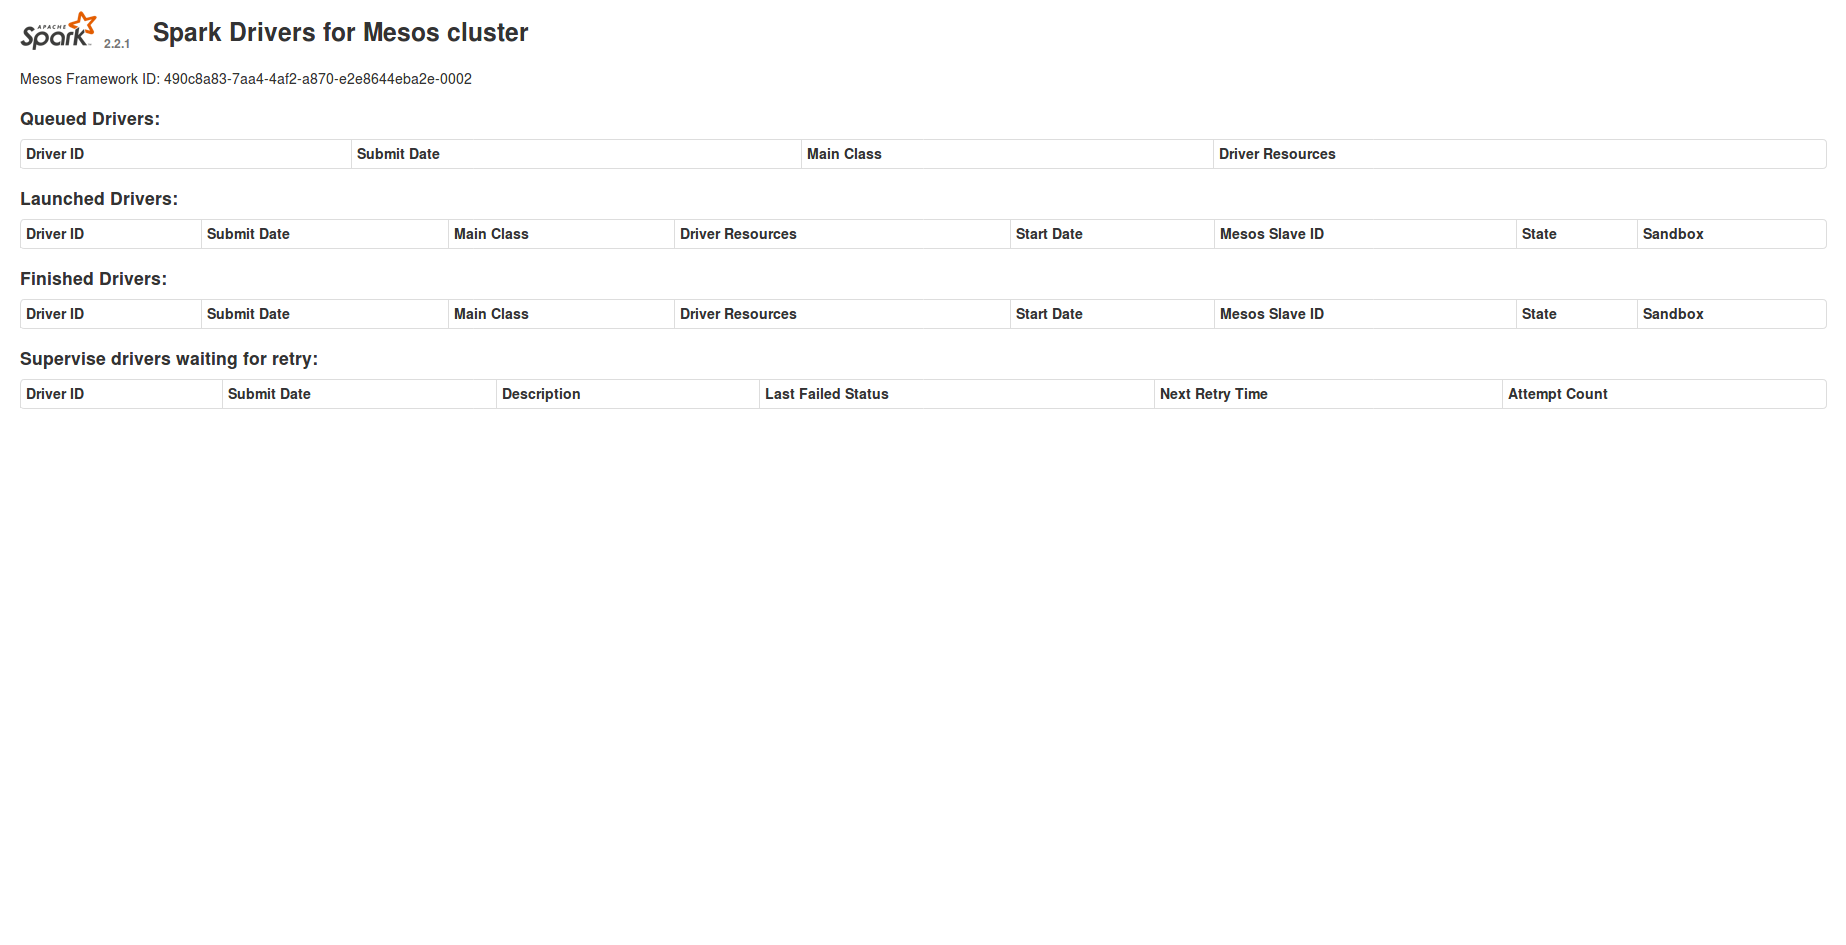 APACHE
Spark 2.2.1 Spark Drivers for Mesos cluster
Mesos Framework ID: 490c8a83-7aa4-4af2-a870-e2e8644eba2e-0002
Queued Drivers:
Driver ID Submit Date Main Class Driver Resources
Launched Drivers:
Driver ID Submit Date Main Class Driver Resources Start Date Mesos Slave ID State Sandbox
Finished Drivers:
Driver ID Submit Date Main Class Driver Resources Start Date Mesos Slave ID State Sandbox
Supervise drivers waiting for retry:
Driver ID Submit Date Description Last Failed Status Next Retry Time Attempt Count